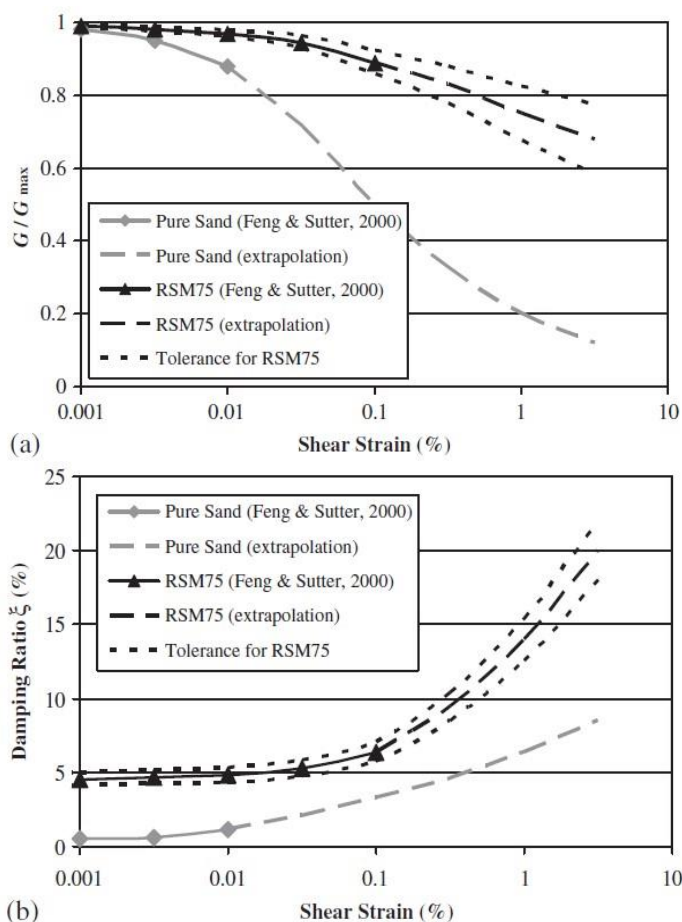 1
0.8
0.6
0.4
0.2
0
G / G max
Pure Sand (Feng & Sutter, 2000)
Pure Sand (extrapolation)
RSM75 (Feng & Sutter, 2000)
RSM75 (extrapolation)
Tolerance for RSM75
0.001 0.01 0.1 1 10
(a) Shear Strain (%)
25
20
15
10
5
0
Damping Ratio ξ (%)
Pure Sand (Feng & Sutter, 2000)
Pure Sand (extrapolation)
RSM75 (Feng & Sutter, 2000)
RSM75 (extrapolation)
Tolerance for RSM75
0.001 0.01 0.1 1 10
(b) Shear Strain (%)